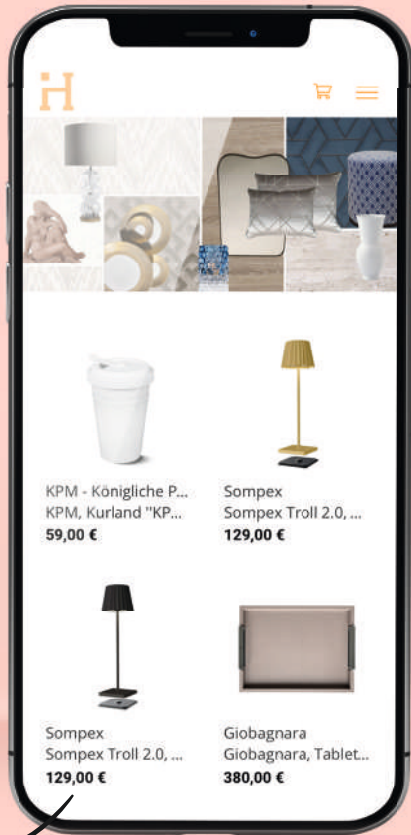 H
KPM - Königliche P...
KPM, Kurland "KP...
59,00 €
Sompex
Sompex Troll 2.0, ...
129,00 €
Sompex
Sompex Troll 2.0, ...
129,00 €
Giobagnara
Giobagnara, Tablet...
380,00 €